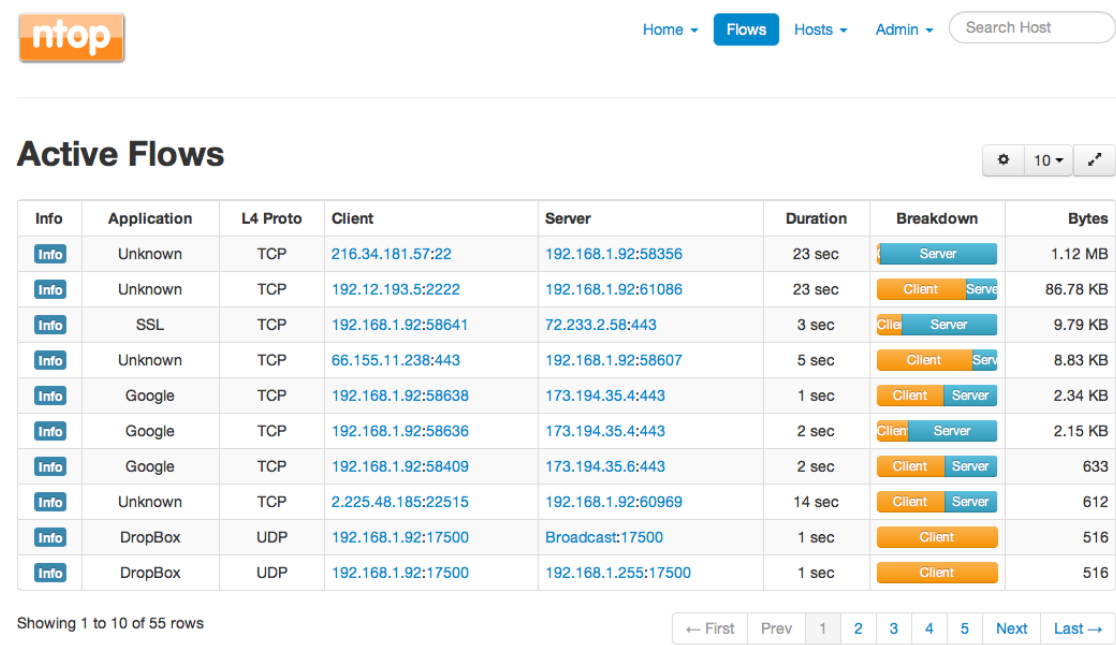 ntop
Home Flows Hosts Admin Search Host
Active Flows
10
Info Application L4 Proto Client Server Duration Breakdown Bytes
Info Unknown TCP 216.34.181.57:22 192.168.1.92:58356 23 sec Server 1.12 MB
Info Unknown TCP 192.12.193.5:2222 192.168.1.92:61086 23 sec Client Serve 86.78 KB
Info SSL TCP 192.168.1.92:58641 72.233.2.58:443 3 sec Clie Server 9.79 KB
Info Unknown TCP 66.155.11.238:443 192.168.1.92:58607 5 sec Client Serv 8.83 KB
Info Google TCP 192.168.1.92:58638 173.194.35.4:443 1 sec Client Server 2.34 KB
Info Google TCP 192.168.1.92:58636 173.194.35.4:443 2 sec Clien Server 2.15 KB
Info Google TCP 192.168.1.92:58409 173.194.35.6:443 2 sec Client Server 633
Info Unknown TCP 2.225.48.185:22515 192.168.1.92:60969 14 sec Client Server 612
Info DropBox UDP 192.168.1.92:17500 Broadcast:17500 1 sec Client 516
Info DropBox UDP 192.168.1.92:17500 192.168.1.255:17500 1 sec Client 516
Showing 1 to 10 of 55 rows ← First Prev 1 2 3 4 5 Next Last →